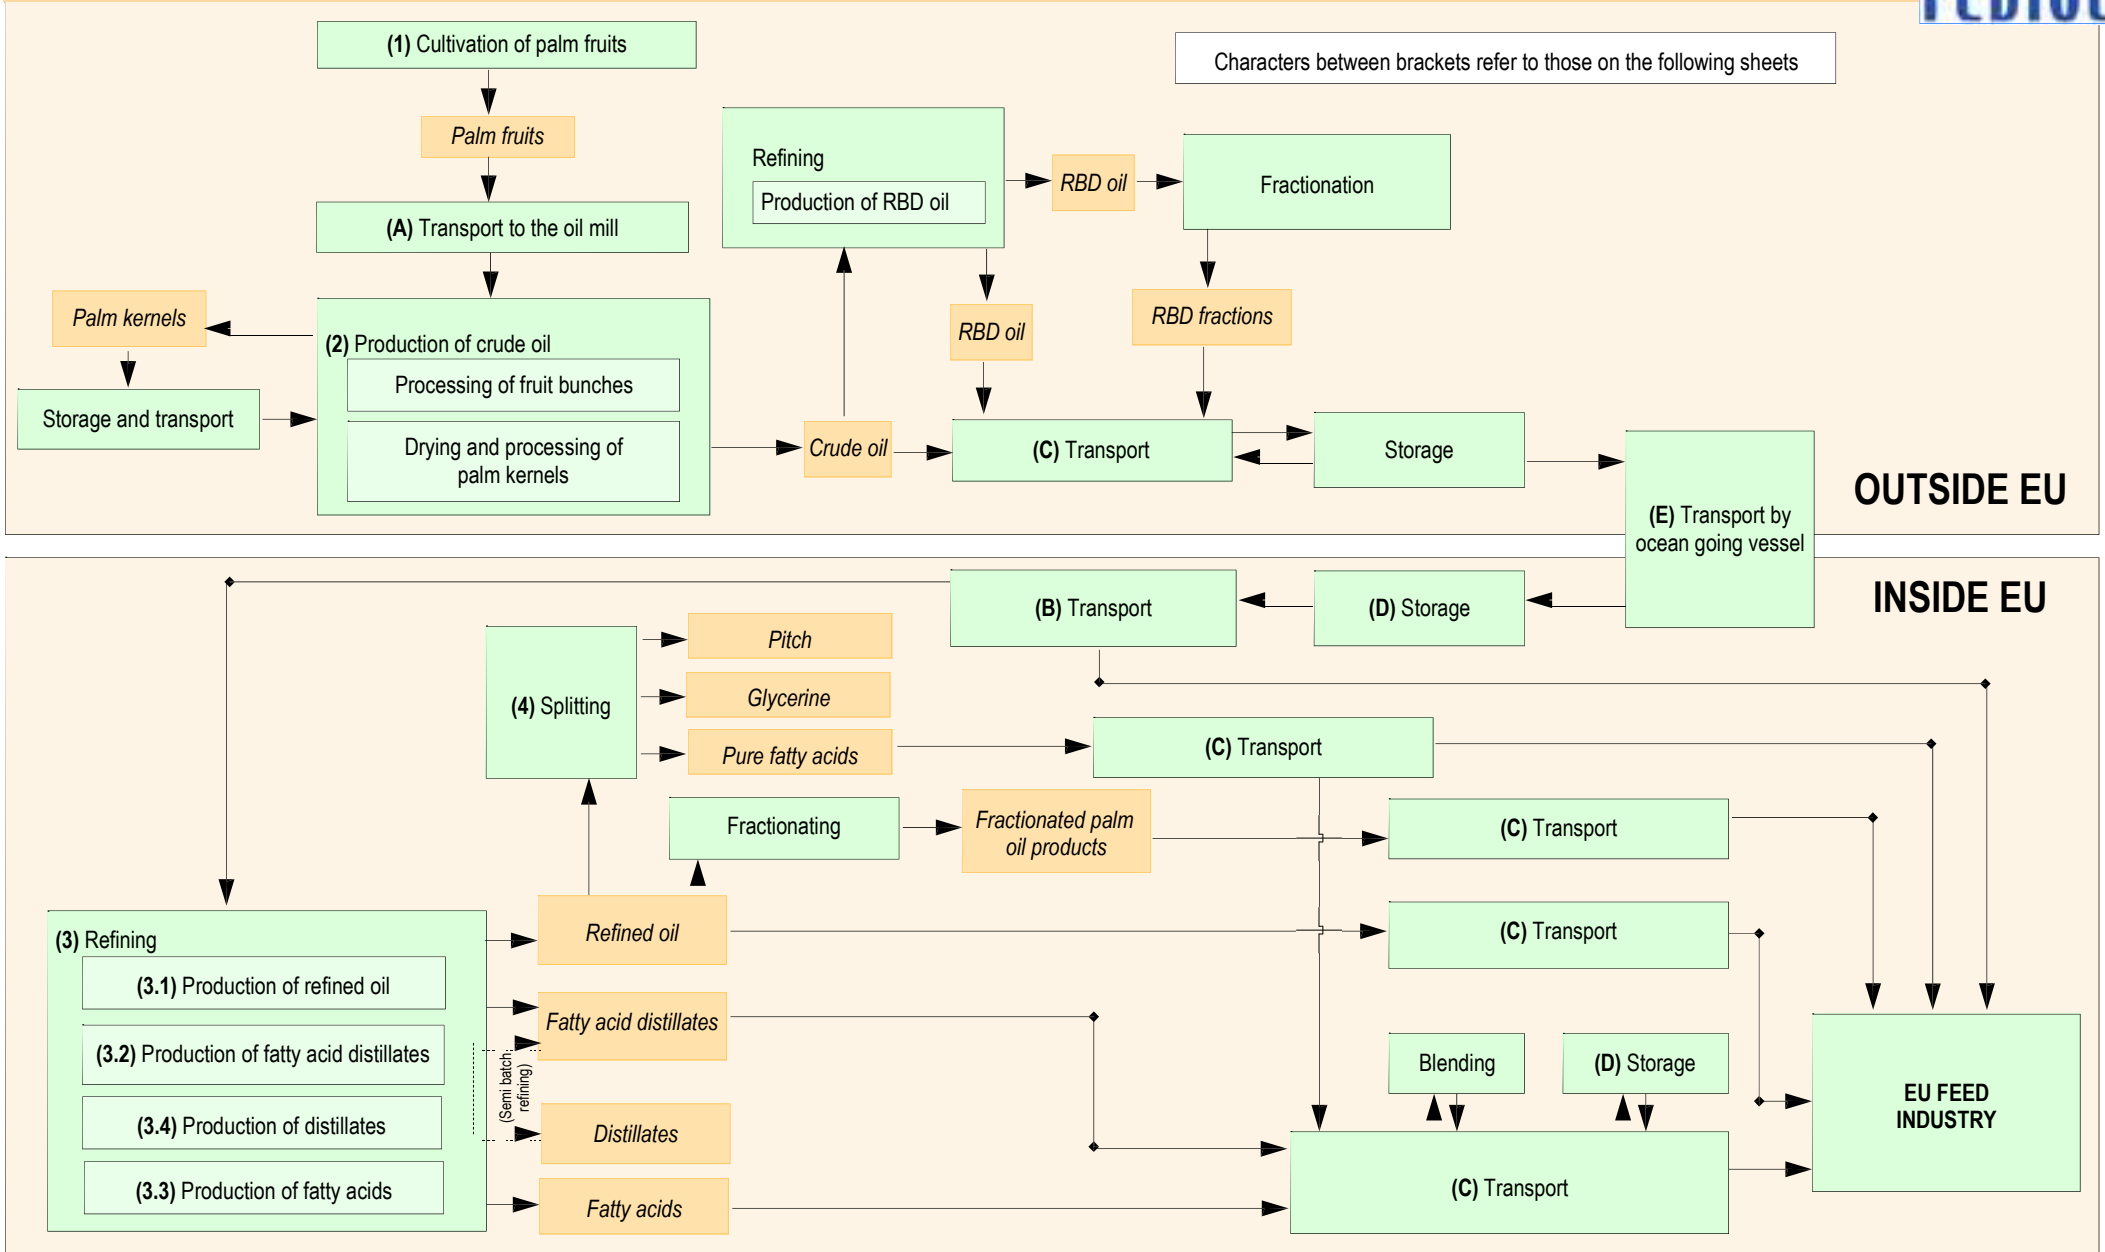 (1) Cultivation of palm fruits
Characters between brackets refer to those on the following sheets
Palm fruits
Refining
Production of RBD oil
RBD oil
Fractionation
(A) Transport to the oil mill
Palm kernels
RBD oil
RBD fractions
(2) Production of crude oil
Processing of fruit bunches
Storage and transport
Drying and processing of
palm kernels
Crude oil
(C) Transport
Storage
OUTSIDE EU
(E) Transport by
ocean going vessel
INSIDE EU
(B) Transport
(D) Storage
Pitch
(4) Splitting
Glycerine
Pure fatty acids
(C) Transport
Fractionating
Fractionated palm
oil products
(C) Transport
Refined oil
(C) Transport
(3) Refining
(3.1) Production of refined oil
Fatty acid distillates
(3.2) Production of fatty acid distillates
(Semi batch
refining)
Blending
(D) Storage
EU FEED
INDUSTRY
(3.4) Production of distillates
Distillates
(3.3) Production of fatty acids
Fatty acids
(C) Transport